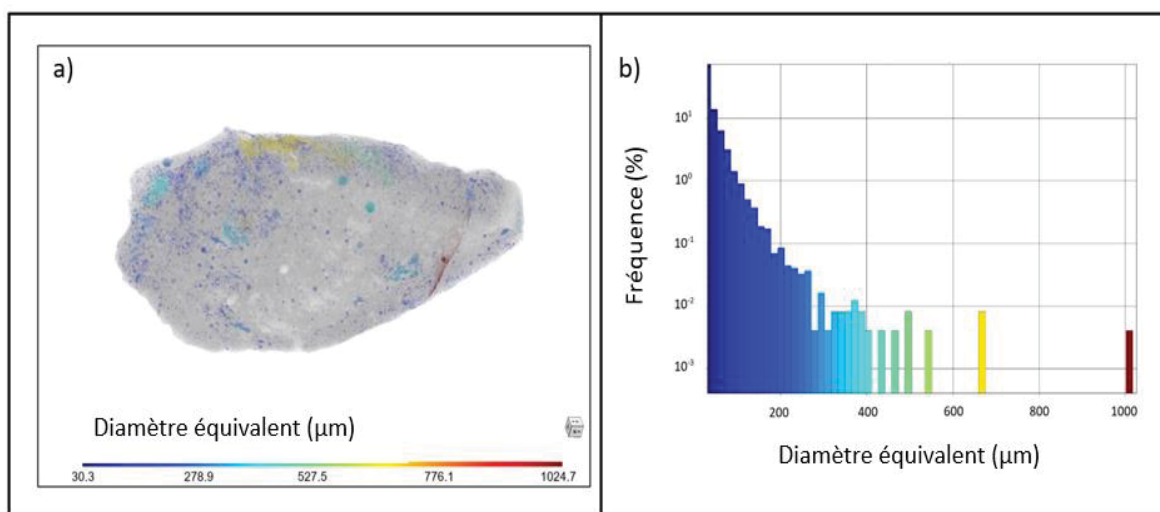 a)
Diamètre équivalent (µm)
30.3 278.9 527.5 776.1 1024.7
b)
Fréquence (%)
10¹
10⁰
10⁻¹
10⁻²
10⁻³
200 400 600 800 1000
Diamètre équivalent (µm)